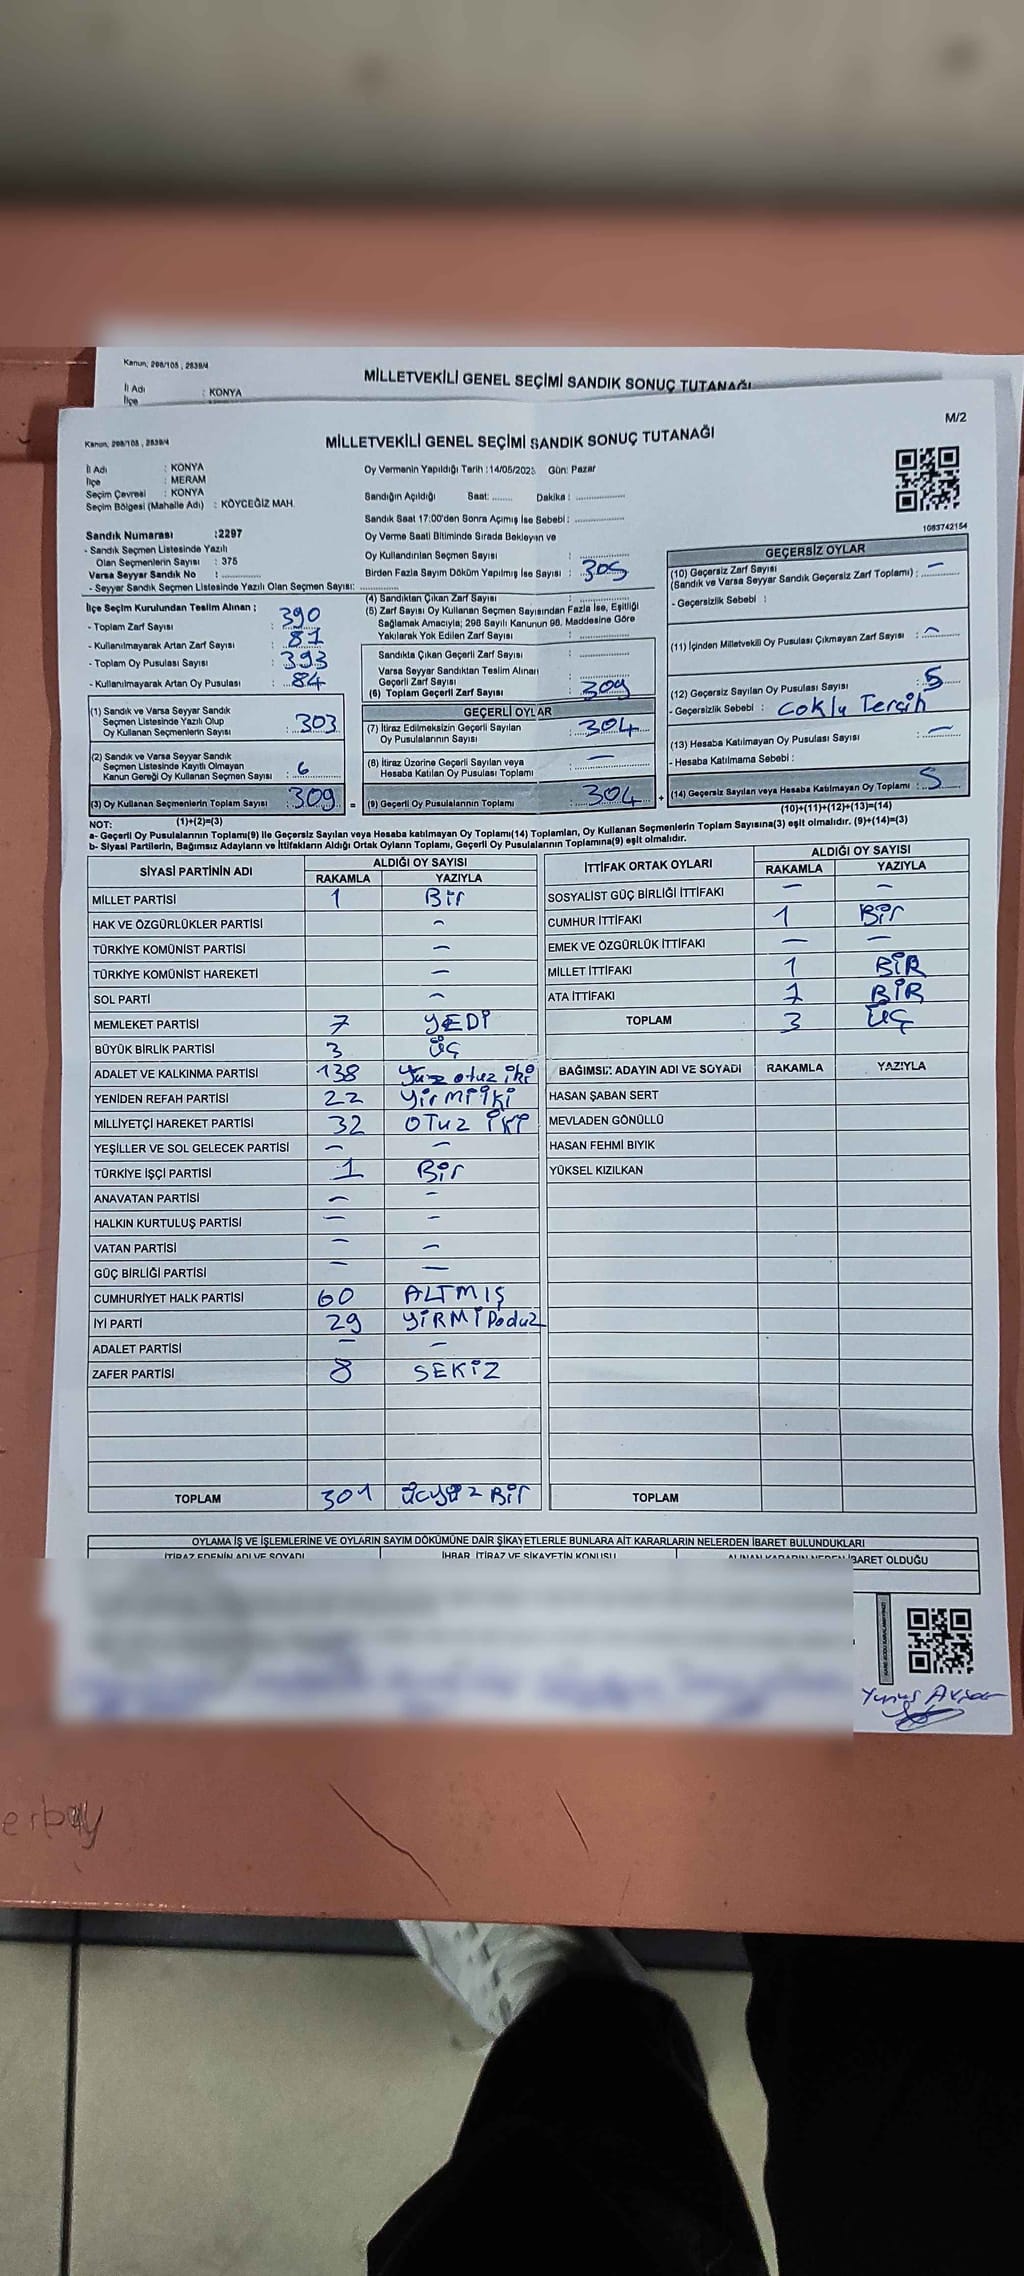 Kanun, 298/105 , 2839/4
MİLLETVEKİLİ GENEL SEÇİMİ SANDIK SONUÇ TUTANAĞI
İl Adı : KONYA
İlçe
M/2
Kanun, 298/105 , 2839/4
MİLLETVEKİLİ GENEL SEÇİMİ SANDIK SONUÇ TUTANAĞI
İl Adı : KONYA
İlçe : MERAM
Seçim Çevresi : KONYA
Seçim Bölgesi (Mahalle Adı) : KÖYCEĞİZ MAH.
Sandık Numarası :2297
- Sandık Seçmen Listesinde Yazılı
Olan Seçmenlerin Sayısı : 375
Varsa Seyyar Sandık No :
- Seyyar Sandık Seçmen Listesinde Yazılı Olan Seçmen Sayısı:
Oy Vermenin Yapıldığı Tarih :14/05/2023 Gün: Pazar
Sandığın Açıldığı Saat: Dakika :
Sandık Saat 17:00'den Sonra Açımış İse Sebebi :
Oy Verme Saati Bitiminde Sırada Bekleyen ve
Oy Kullandırılan Seçmen Sayısı :
Birden Fazla Sayım Döküm Yapılmış İse Sayısı : 305
1083742154
İlçe Seçim Kurulundan Teslim Alınan ;
- Toplam Zarf Sayısı : 390
- Kullanılmayarak Artan Zarf Sayısı : 81
- Toplam Oy Pusulası Sayısı : 393
- Kullanılmayarak Artan Oy Pusulası : 84
(4) Sandıktan Çıkan Zarf Sayısı :
(5) Zarf Sayısı Oy Kullanan Seçmen Sayısından Fazla İse, Eşitliği
Sağlamak Amacıyla; 298 Sayılı Kanunun 98. Maddesine Göre
Yakılarak Yok Edilen Zarf Sayısı :
Sandıkta Çıkan Geçerli Zarf Sayısı :
Varsa Seyyar Sandıktan Teslim Alınan
Geçerli Zarf Sayısı :
(6) Toplam Geçerli Zarf Sayısı : 309
GEÇERSİZ OYLAR
(10) Geçersiz Zarf Sayısı
(Sandık ve Varsa Seyyar Sandık Geçersiz Zarf Toplamı) : –
- Geçersizlik Sebebi :
(11) İçinden Milletvekili Oy Pusulası Çıkmayan Zarf Sayısı : –
(12) Geçersiz Sayılan Oy Pusulası Sayısı : 5
- Geçersizlik Sebebi : Coklu Tercih
(13) Hesaba Katılmayan Oy Pusulası Sayısı : –
- Hesaba Katılmama Sebebi :
(14) Geçersiz Sayılan veya Hesaba Katılmayan Oy Toplamı : 5
(10)+(11)+(12)+(13)=(14)
(1) Sandık ve Varsa Seyyar Sandık
Seçmen Listesinde Yazılı Olup
Oy Kullanan Seçmenlerin Sayısı : 303
(2) Sandık ve Varsa Seyyar Sandık
Seçmen Listesinde Kayıtlı Olmayan
Kanun Gereği Oy Kullanan Seçmen Sayısı : 6
(3) Oy Kullanan Seçmenlerin Toplam Sayısı : 309 =
(1)+(2)=(3)
GEÇERLİ OYLAR
(7) İtiraz Edilmeksizin Geçerli Sayılan
Oy Pusulalarının Sayısı : 304
(8) İtiraz Üzerine Geçerli Sayılan veya
Hesaba Katılan Oy Pusulası Toplamı : –
(9) Geçerli Oy Pusulalarının Toplamı : 304 +
NOT:
a- Geçerli Oy Pusulalarının Toplamı(9) ile Geçersiz Sayılan veya Hesaba katılmayan Oy Toplamı(14) Toplamları, Oy Kullanan Seçmenlerin Toplam Sayısına(3) eşit olmalıdır. (9)+(14)=(3)
b- Siyasi Partilerin, Bağımsız Adayların ve İttifakların Aldığı Ortak Oyların Toplamı, Geçerli Oy Pusulalarının Toplamına(9) eşit olmalıdır.
SİYASİ PARTİNİN ADI ALDIĞI OY SAYISI
RAKAMLA YAZIYLA
MİLLET PARTİSİ 1 Bir
HAK VE ÖZGÜRLÜKLER PARTİSİ –
TÜRKİYE KOMÜNİST PARTİSİ –
TÜRKİYE KOMÜNİST HAREKETİ –
SOL PARTİ –
MEMLEKET PARTİSİ 7 YEDİ
BÜYÜK BİRLİK PARTİSİ 3 üç
ADALET VE KALKINMA PARTİSİ 138 Yüz otuz iki
YENİDEN REFAH PARTİSİ 22 Yirmi iki
MİLLİYETÇİ HAREKET PARTİSİ 32 OTUZ İKİ
YEŞİLLER VE SOL GELECEK PARTİSİ – –
TÜRKİYE İŞÇİ PARTİSİ 1 Bir
ANAVATAN PARTİSİ – –
HALKIN KURTULUŞ PARTİSİ – –
VATAN PARTİSİ – –
GÜÇ BİRLİĞİ PARTİSİ – –
CUMHURİYET HALK PARTİSİ 60 ALTMIŞ
İYİ PARTİ 29 YİRMİ Doduz
ADALET PARTİSİ – –
ZAFER PARTİSİ 8 SEKİZ
TOPLAM 301 üçyüz Bir
İTTİFAK ORTAK OYLARI ALDIĞI OY SAYISI
RAKAMLA YAZIYLA
SOSYALİST GÜÇ BİRLİĞİ İTTİFAKI – –
CUMHUR İTTİFAKI 1 Bir
EMEK VE ÖZGÜRLÜK İTTİFAKI – –
MİLLET İTTİFAKI 1 BİR
ATA İTTİFAKI 1 BİR
TOPLAM 3 ÜÇ
BAĞIMSIZ ADAYIN ADI VE SOYADI RAKAMLA YAZIYLA
HASAN ŞABAN SERT
MEVLADEN GÖNÜLLÜ
HASAN FEHMİ BIYIK
YÜKSEL KIZILKAN
TOPLAM
OYLAMA İŞ VE İŞLEMLERİNE VE OYLARIN SAYIM DÖKÜMÜNE DAİR ŞİKAYETLERLE BUNLARA AİT KARARLARIN NELERDEN İBARET BULUNDUKLARI
İTİRAZ EDENİN ADI VE SOYADI İHBAR, İTİRAZ VE ŞİKAYETİN KONUSU ALINAN KARARIN NEDEN İBARET OLDUĞU
Yunus